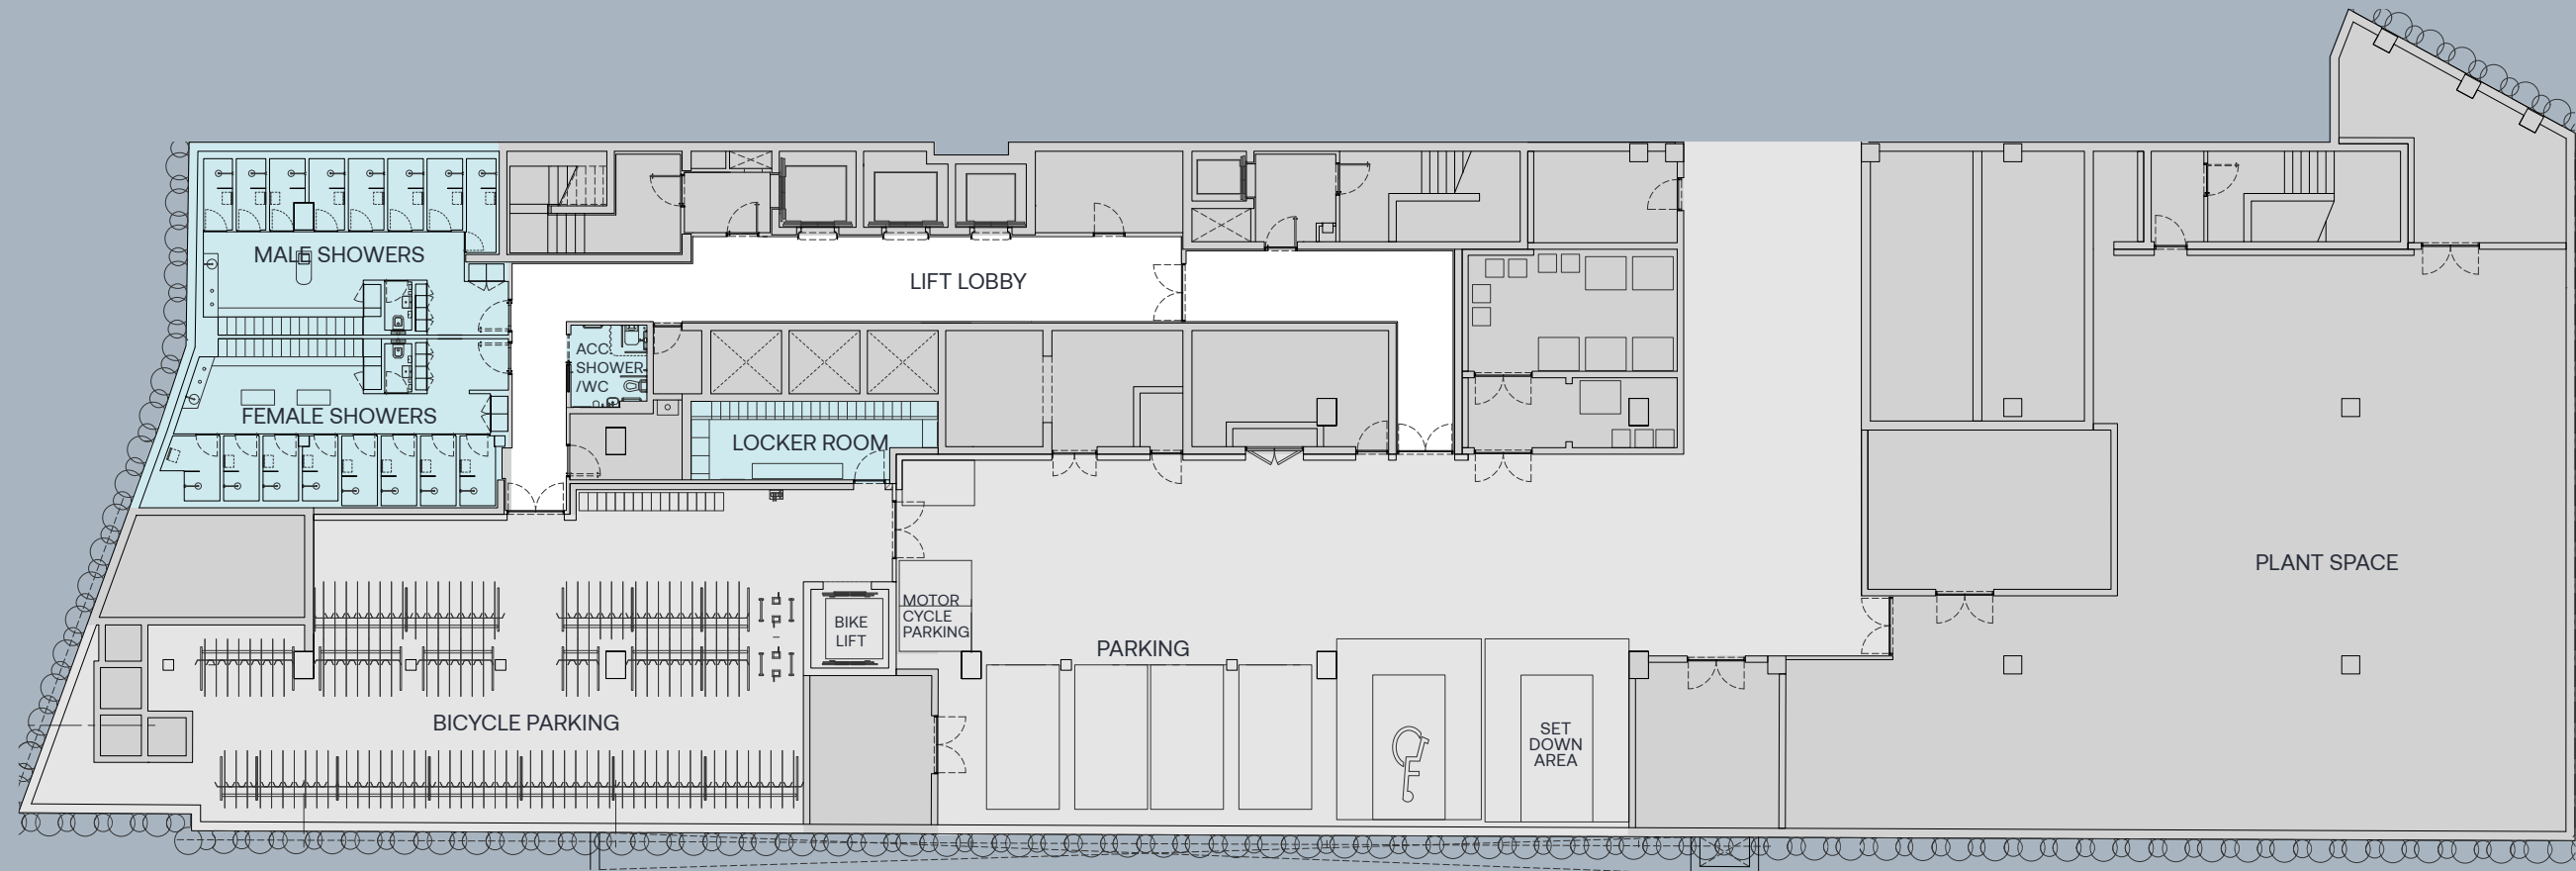 MALE SHOWERS
LIFT LOBBY
ACC.
SHOWER
/WC
FEMALE SHOWERS
LOCKER ROOM
BIKE
LIFT
MOTOR
CYCLE
PARKING
PARKING
PLANT SPACE
BICYCLE PARKING
SET
DOWN
AREA